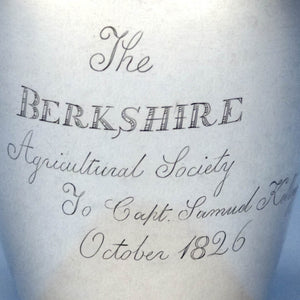 The
BERKSHIRE
Agricultural Society
To Capt. Samuel
October 1826